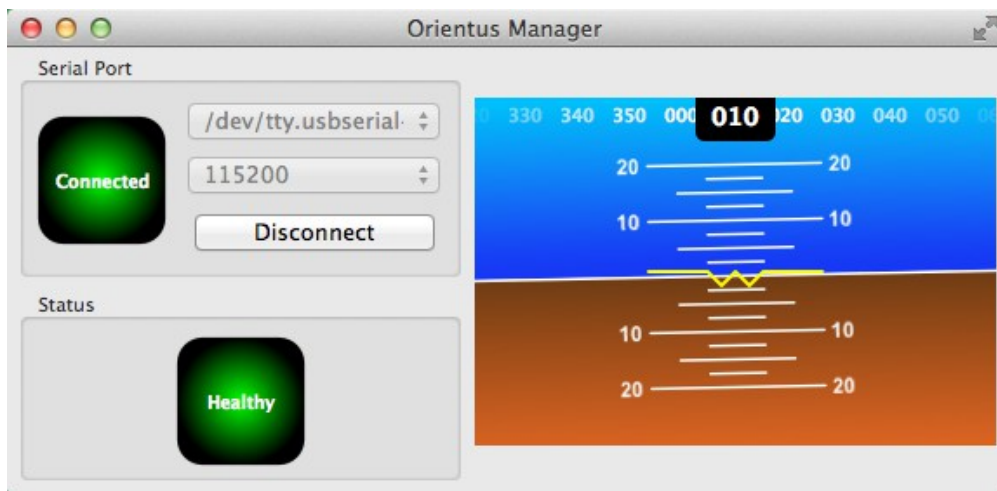 Orientus Manager
Serial Port
Connected
/dev/tty.usbserial-
115200
Disconnect
Status
Healthy
330 340 350 000 010 020 030 040 050
20 20
10 10
10 10
20 20